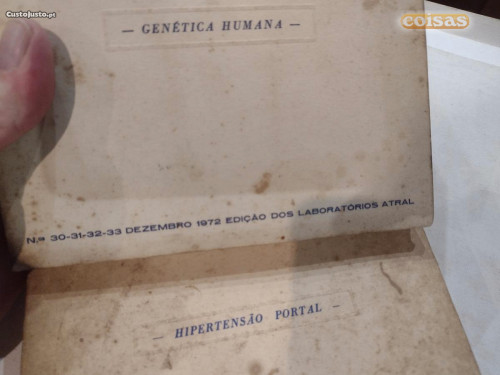 CustoJusto.pt
coisas
— GENÉTICA HUMANA —
N.os 30-31-32-33 DEZEMBRO 1972 EDIÇÃO DOS LABORATÓRIOS ATRAL
— HIPERTENSÃO PORTAL —